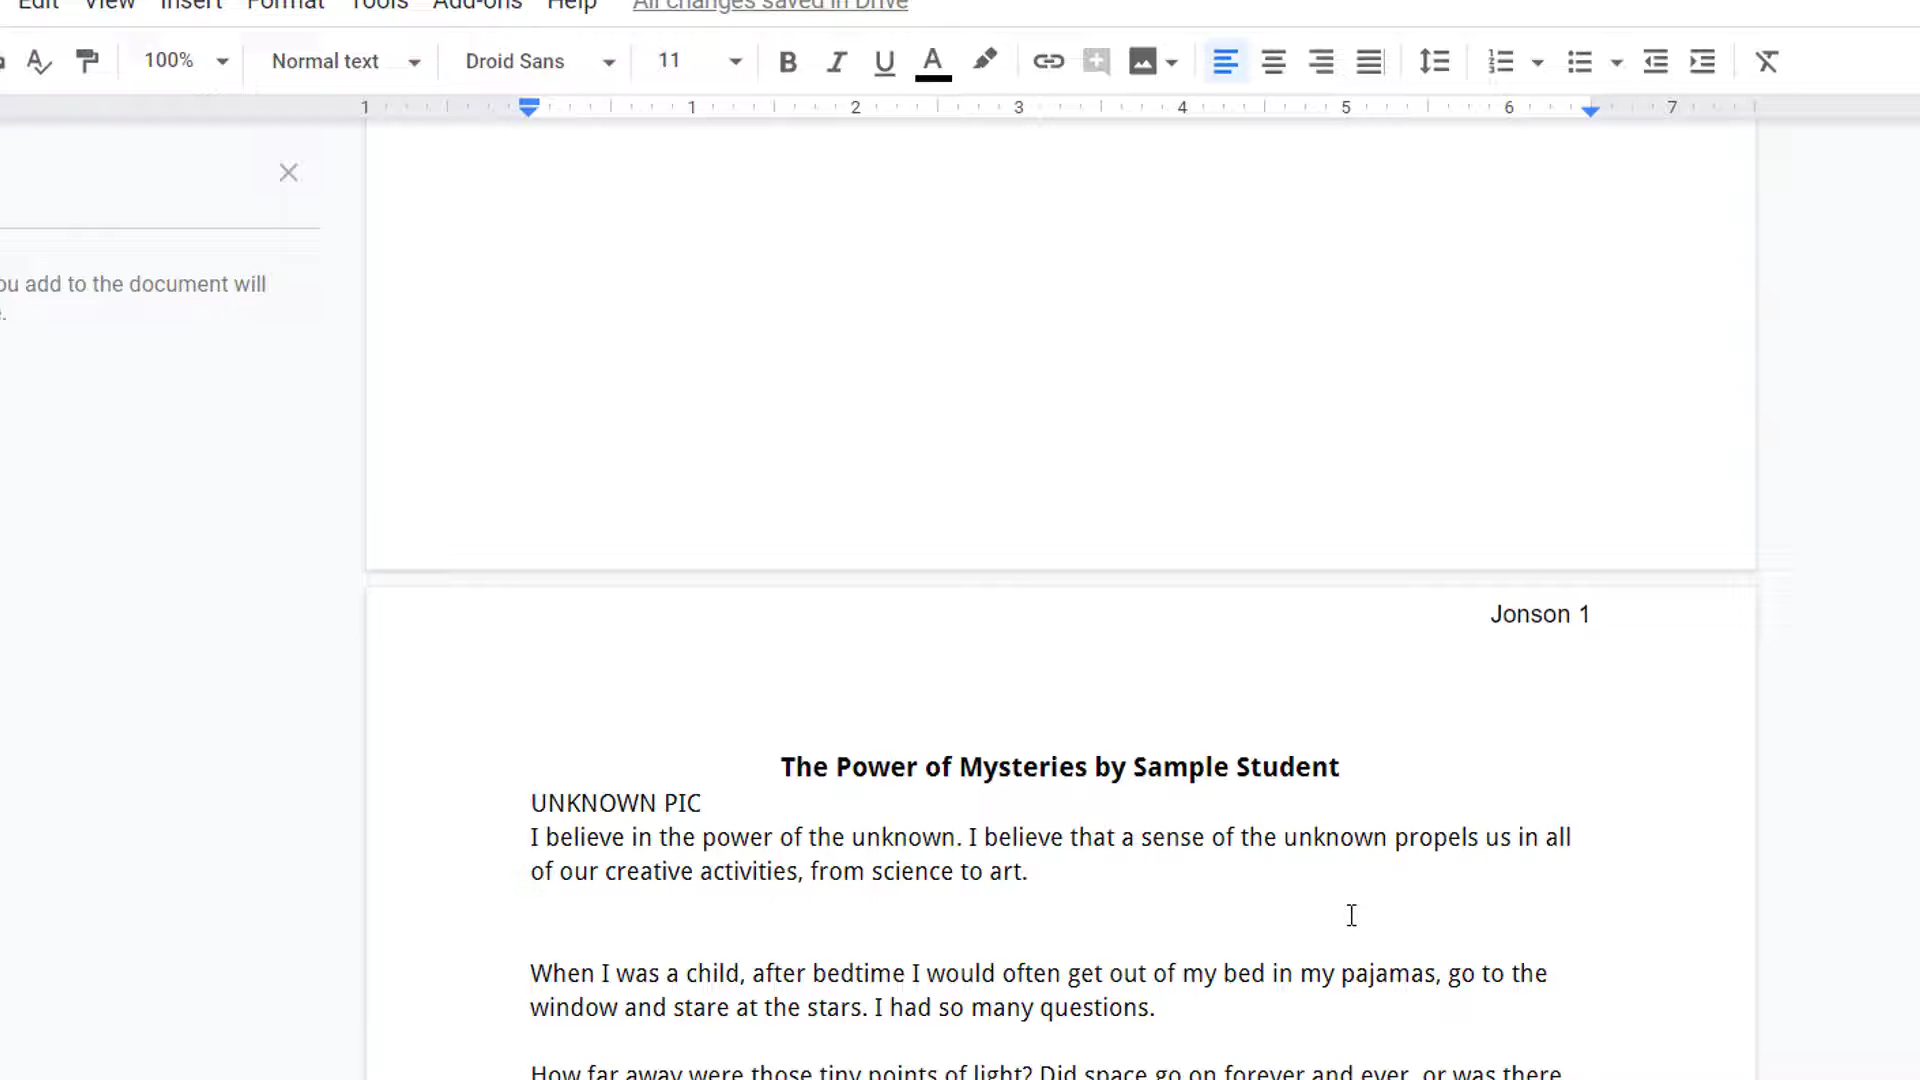 Edit View Insert Format Tools Add-ons Help All changes saved in Drive
100% Normal text Droid Sans 11 B I U A
1 1 2 3 4 5 6 7
ou add to the document will
Jonson 1
The Power of Mysteries by Sample Student
UNKNOWN PIC
I believe in the power of the unknown. I believe that a sense of the unknown propels us in all
of our creative activities, from science to art.
When I was a child, after bedtime I would often get out of my bed in my pajamas, go to the
window and stare at the stars. I had so many questions.
How far away were those tiny points of light? Did space go on forever and ever, or was there